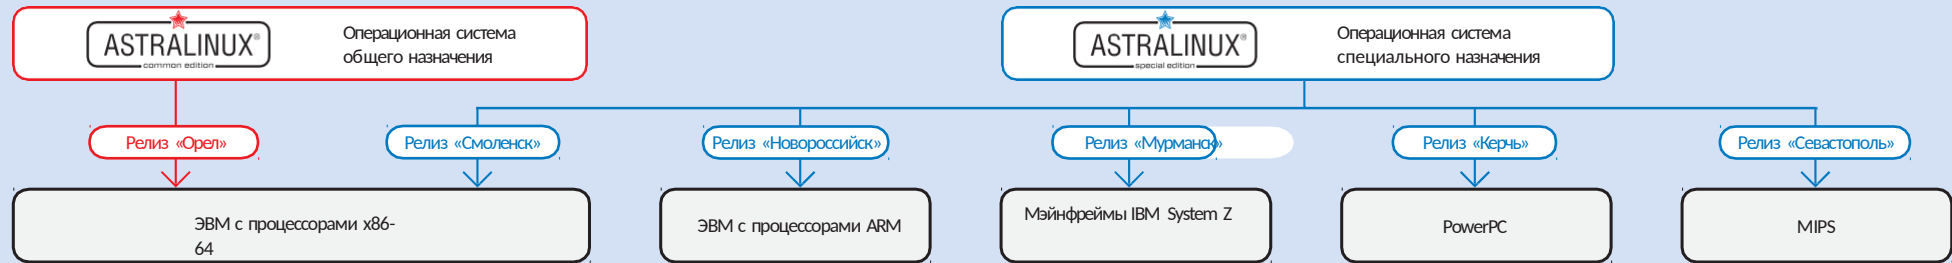 ASTRALINUX®
common edition
Операционная система
общего назначения
ASTRALINUX®
special edition
Операционная система
специального назначения
Релиз «Орел»
Релиз «Смоленск»
Релиз «Новороссийск»
Релиз «Мурманск»
Релиз «Керчь»
Релиз «Севастополь»
ЭВМ с процессорами x86-
64
ЭВМ с процессорами ARM
Мэйнфреймы IBM System Z
PowerPC
MIPS